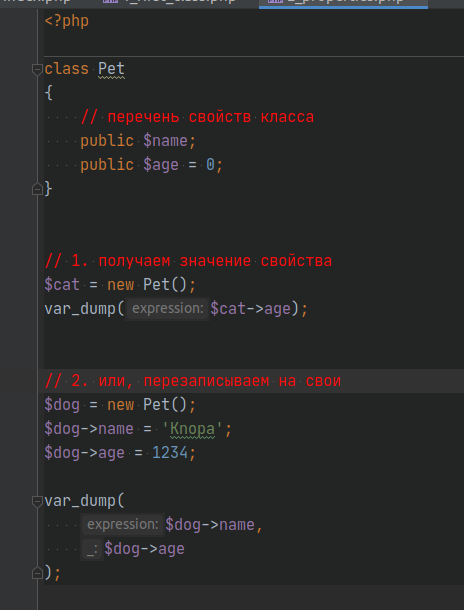 <?php
class Pet
{
// перечень свойств класса
public $name;
public $age = 0;
}
// 1. получаем значение свойства
$cat = new Pet();
var_dump( expression: $cat->age);
// 2. или, перезаписываем на свои
$dog = new Pet();
$dog->name = 'Кнора';
$dog->age = 1234;
var_dump(
expression: $dog->name,
_: $dog->age
);